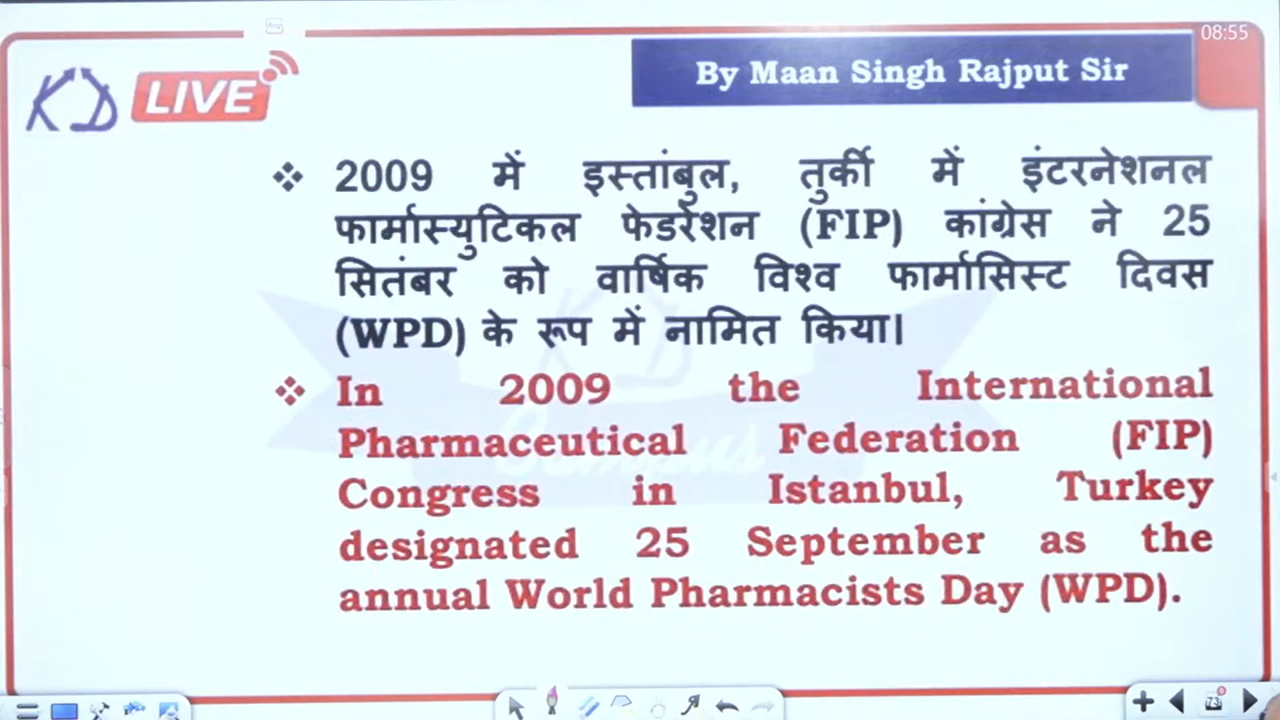 08:55
KD LIVE
By Maan Singh Rajput Sir
❖ 2009 में इस्तांबुल, तुर्की में इंटरनेशनल
फार्मास्युटिकल फेडरेशन (FIP) कांग्रेस ने 25
सितंबर को वार्षिक विश्व फार्मासिस्ट दिवस
(WPD) के रूप में नामित किया।
❖ In 2009 the International
Pharmaceutical Federation (FIP)
Congress in Istanbul, Turkey
designated 25 September as the
annual World Pharmacists Day (WPD).
Campus
73